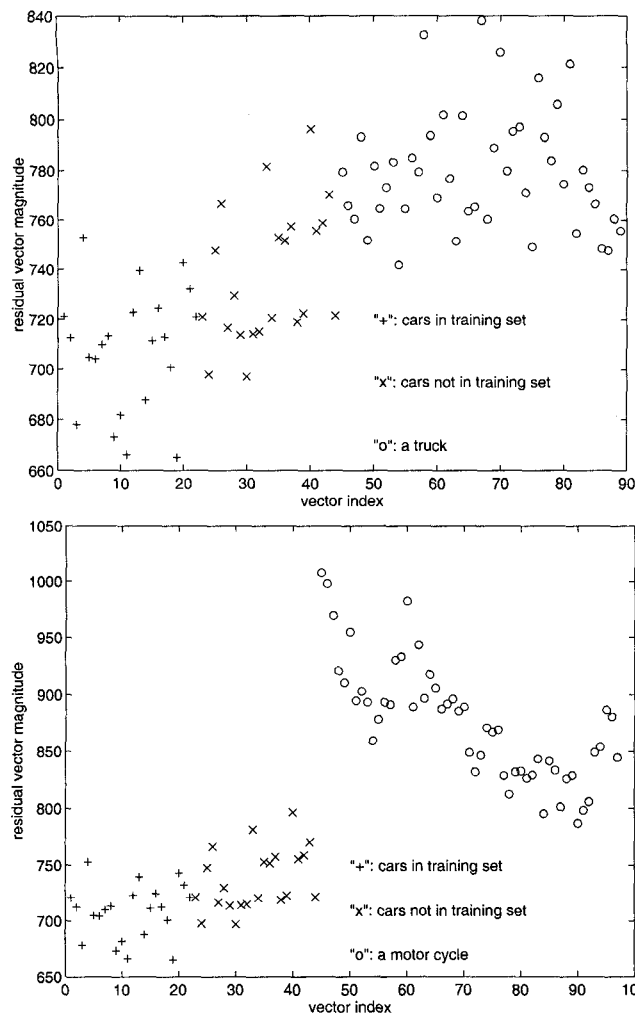 840
820
800
780
760
740
720
700
680
660
residual vector magnitude
"+": cars in training set
"x": cars not in training set
"o": a truck
0 10 20 30 40 50 60 70 80 90
vector index
1050
1000
950
900
850
800
750
700
650
residual vector magnitude
"+": cars in training set
"x": cars not in training set
"o": a motor cycle
0 10 20 30 40 50 60 70 80 90 10
vector index